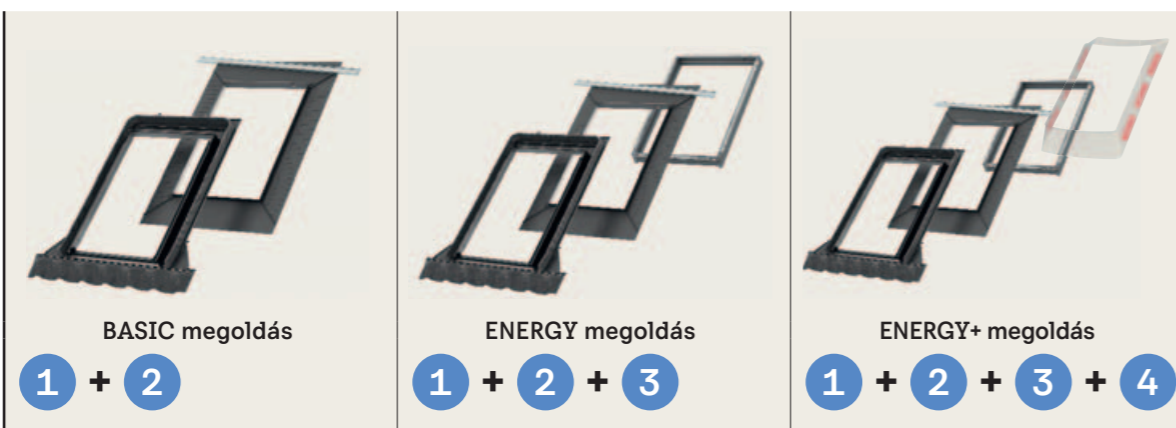 BASIC megoldás
1 + 2
ENERGY megoldás
1 + 2 + 3
ENERGY+ megoldás
1 + 2 + 3 + 4